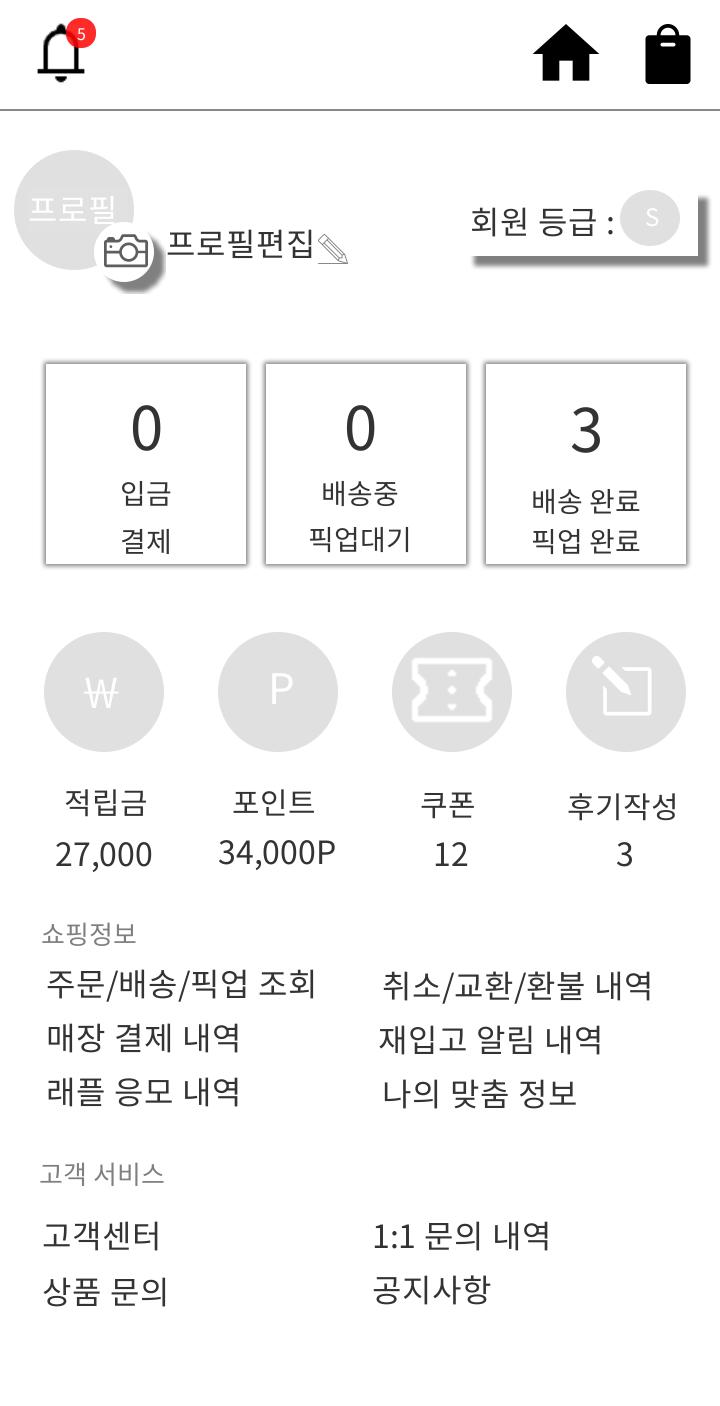 5
프로필
프로필편집
회원 등급 : S
0
입금
결제
0
배송중
픽업대기
3
배송 완료
픽업 완료
₩
P
적립금
27,000
포인트
34,000P
쿠폰
12
후기작성
3
쇼핑정보
주문/배송/픽업 조회
취소/교환/환불 내역
매장 결제 내역
재입고 알림 내역
래플 응모 내역
나의 맞춤 정보
고객 서비스
고객센터
1:1 문의 내역
상품 문의
공지사항